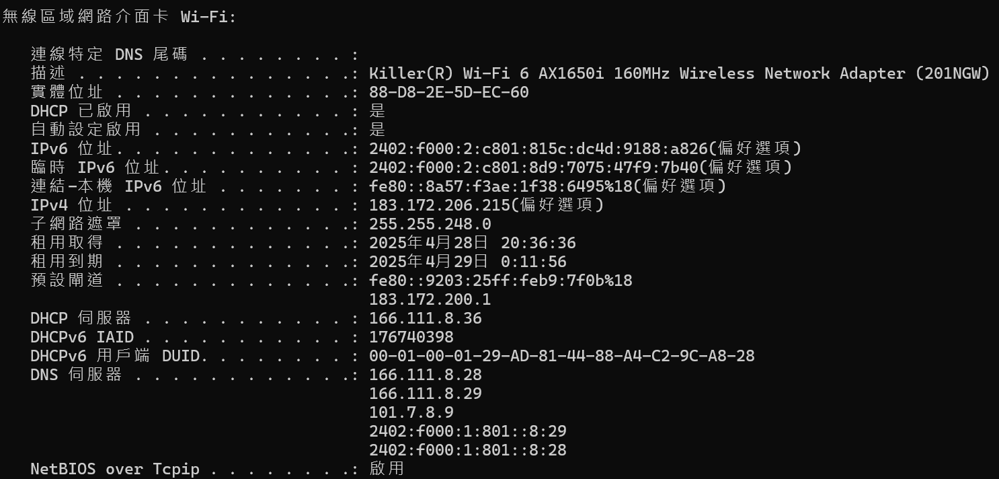 無線區域網路介面卡 Wi-Fi:
連線特定 DNS 尾碼 . . . . . . . . :
描述 . . . . . . . . . . . . . . .: Killer(R) Wi-Fi 6 AX1650i 160MHz Wireless Network Adapter (201NGW)
實體位址 . . . . . . . . . . . . .: 88-D8-2E-5D-EC-60
DHCP 已啟用 . . . . . . . . . . . : 是
自動設定啟用 . . . . . . . . . . .: 是
IPv6 位址. . . . . . . . . . . . .: 2402:f000:2:c801:815c:dc4d:9188:a826(偏好選項)
臨時 IPv6 位址. . . . . . . . . . : 2402:f000:2:c801:8d9:7075:47f9:7b40(偏好選項)
連結-本機 IPv6 位址 . . . . . . . : fe80::8a57:f3ae:1f38:6495%18(偏好選項)
IPv4 位址 . . . . . . . . . . . . : 183.172.206.215(偏好選項)
子網路遮罩 . . . . . . . . . . . .: 255.255.248.0
租用取得 . . . . . . . . . . . . .: 2025年4月28日 20:36:36
租用到期 . . . . . . . . . . . . .: 2025年4月29日 0:11:56
預設閘道 . . . . . . . . . . . . .: fe80::9203:25ff:feb9:7f0b%18
183.172.200.1
DHCP 伺服器 . . . . . . . . . . . : 166.111.8.36
DHCPv6 IAID . . . . . . . . . . . : 176740398
DHCPv6 用戶端 DUID. . . . . . . . : 00-01-00-01-29-AD-81-44-88-A4-C2-9C-A8-28
DNS 伺服器 . . . . . . . . . . . .: 166.111.8.28
166.111.8.29
101.7.8.9
2402:f000:1:801::8:29
2402:f000:1:801::8:28
NetBIOS over Tcpip . . . . . . . .: 啟用